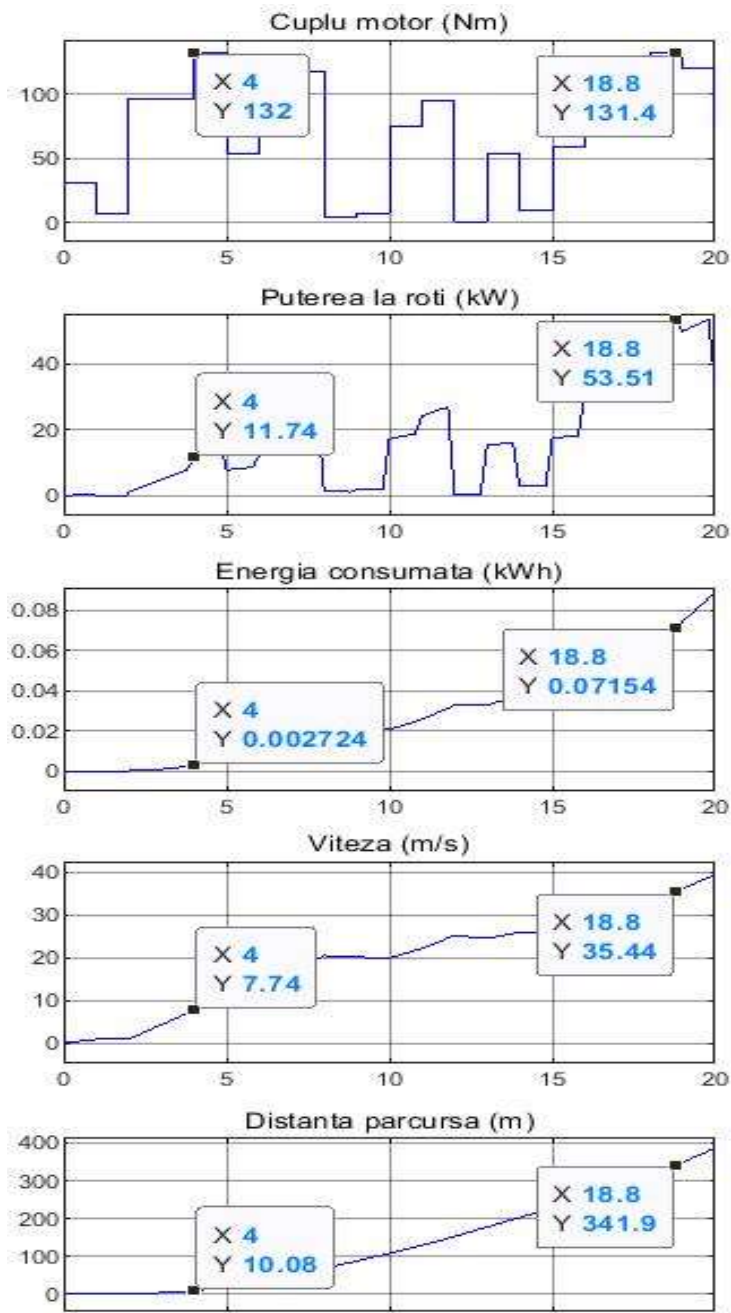 Cuplu motor (Nm)
X 4
Y 132
X 18.8
Y 131.4
100
50
0
0 5 10 15 20
Puterea la roti (kW)
X 18.8
Y 53.51
X 4
Y 11.74
40
20
0
0 5 10 15 20
Energia consumata (kWh)
X 18.8
Y 0.07154
X 4
Y 0.002724
0.08
0.06
0.04
0.02
0
0 5 10 15 20
Viteza (m/s)
X 18.8
Y 35.44
X 4
Y 7.74
40
30
20
10
0
0 5 10 15 20
Distanta parcursa (m)
X 18.8
Y 341.9
X 4
Y 10.08
400
300
200
100
0